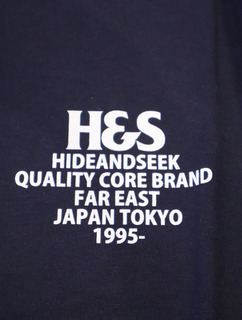 H&S
HIDEANDSEEK
QUALITY CORE BRAND
FAR EAST
JAPAN TOKYO
1995-